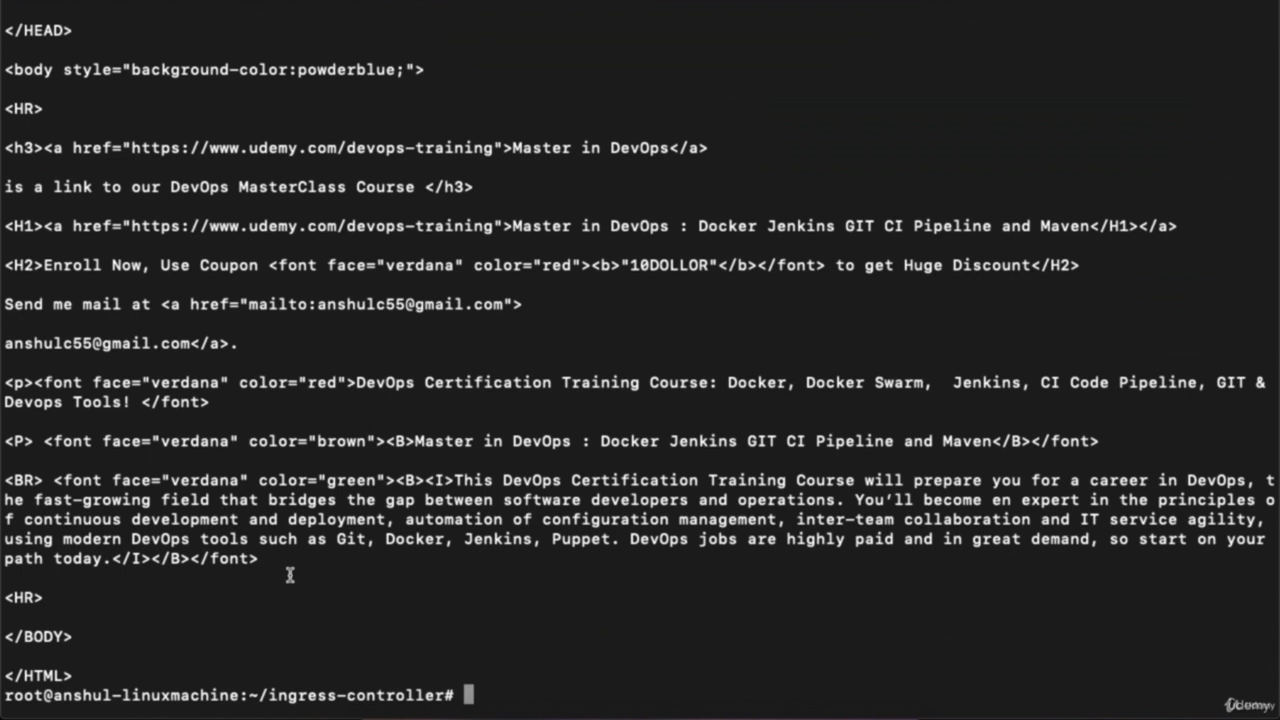 </HEAD>
<body style="background-color:powderblue;">
<HR>
<h3><a href="https://www.udemy.com/devops-training">Master in DevOps</a>
is a link to our DevOps MasterClass Course </h3>
<H1><a href="https://www.udemy.com/devops-training">Master in DevOps : Docker Jenkins GIT CI Pipeline and Maven</H1></a>
<H2>Enroll Now, Use Coupon <font face="verdana" color="red"><b>"10DOLLOR"</b></font> to get Huge Discount</H2>
Send me mail at <a href="mailto:anshulc55@gmail.com">
anshulc55@gmail.com</a>.
<p><font face="verdana" color="red">DevOps Certification Training Course: Docker, Docker Swarm,  Jenkins, CI Code Pipeline, GIT &
Devops Tools! </font>
<P> <font face="verdana" color="brown"><B>Master in DevOps : Docker Jenkins GIT CI Pipeline and Maven</B></font>
<BR> <font face="verdana" color="green"><B><I>This DevOps Certification Training Course will prepare you for a career in DevOps, t
he fast-growing field that bridges the gap between software developers and operations. You’ll become en expert in the principles o
f continuous development and deployment, automation of configuration management, inter-team collaboration and IT service agility,
using modern DevOps tools such as Git, Docker, Jenkins, Puppet. DevOps jobs are highly paid and in great demand, so start on your
path today.</I></B></font>
<HR>
</BODY>
</HTML>
root@anshul-linuxmachine:~/ingress-controller#
Udemy